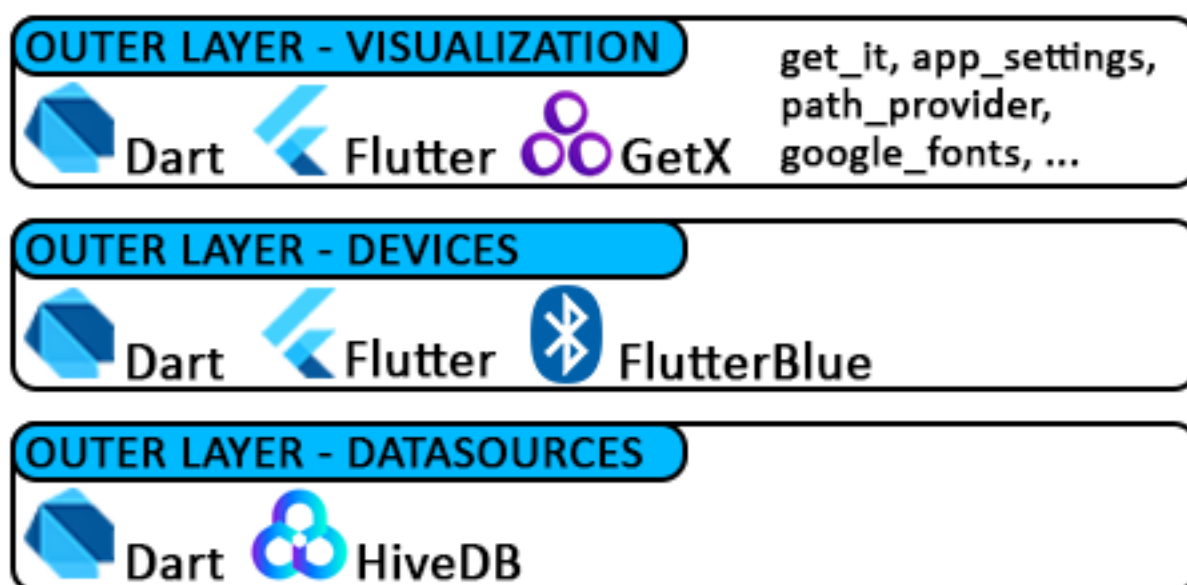 OUTER LAYER - VISUALIZATION
get_it, app_settings,
path_provider,
google_fonts, ...
Dart Flutter GetX
OUTER LAYER - DEVICES
Dart Flutter FlutterBlue
OUTER LAYER - DATASOURCES
Dart HiveDB